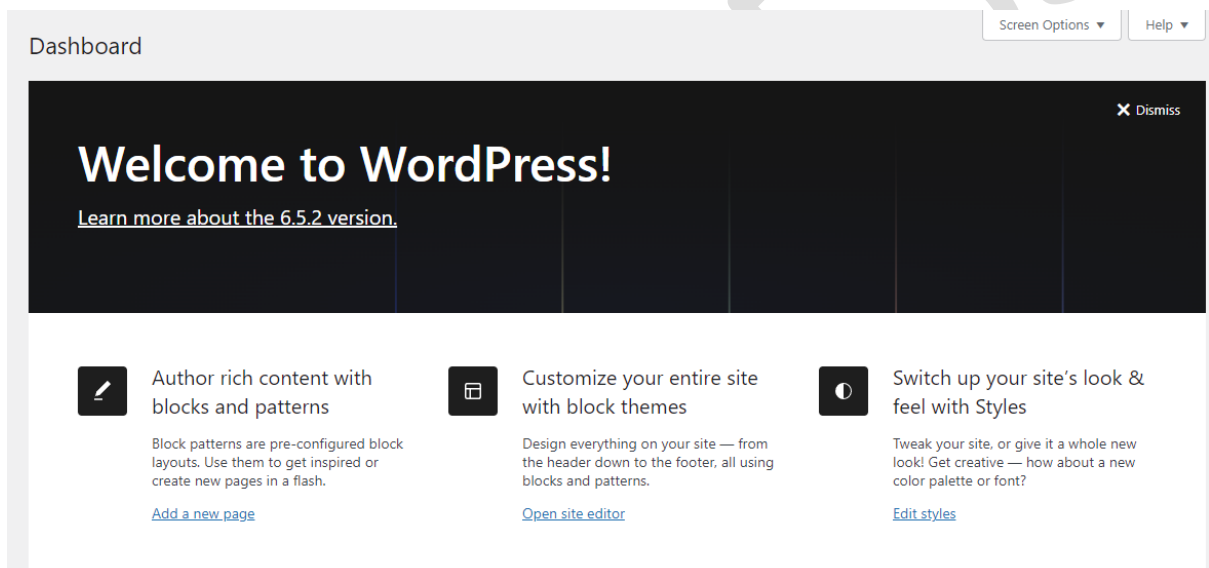 Screen Options ▼
Help ▼
Dashboard
✕ Dismiss
Welcome to WordPress!
Learn more about the 6.5.2 version.
Author rich content with
blocks and patterns
Block patterns are pre-configured block
layouts. Use them to get inspired or
create new pages in a flash.
Add a new page
Customize your entire site
with block themes
Design everything on your site — from
the header down to the footer, all using
blocks and patterns.
Open site editor
Switch up your site’s look &
feel with Styles
Tweak your site, or give it a whole new
look! Get creative — how about a new
color palette or font?
Edit styles